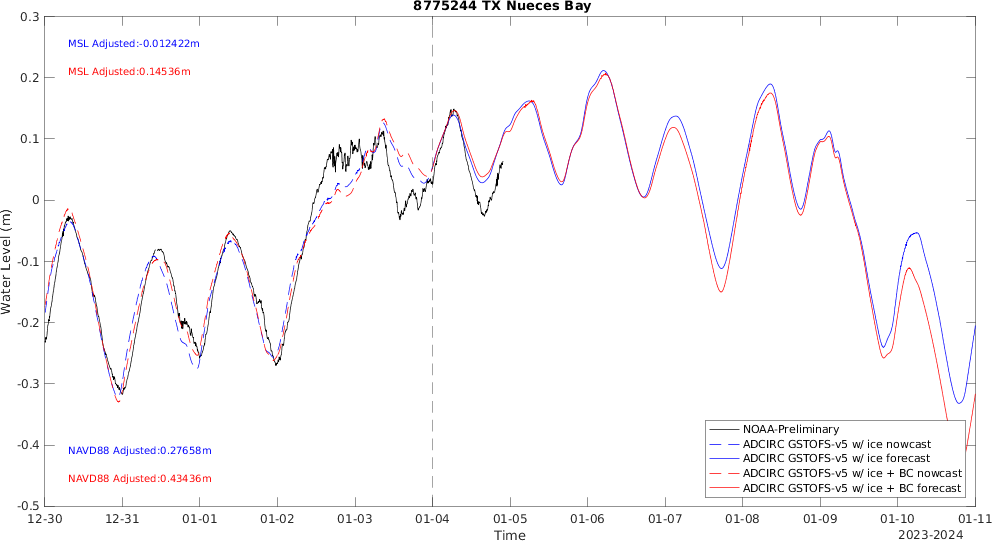 8775244 TX Nueces Bay
0.3
0.2
0.1
0
-0.1
-0.2
-0.3
-0.4
-0.5
Water Level (m)
MSL Adjusted:-0.012422m
MSL Adjusted:0.14536m
NAVD88 Adjusted:0.27658m
NAVD88 Adjusted:0.43436m
NOAA-Preliminary
ADCIRC GSTOFS-v5 w/ ice nowcast
ADCIRC GSTOFS-v5 w/ ice forecast
ADCIRC GSTOFS-v5 w/ ice + BC nowcast
ADCIRC GSTOFS-v5 w/ ice + BC forecast
12-30 12-31 01-01 01-02 01-03 01-04 01-05 01-06 01-07 01-08 01-09 01-10 01-11
Time
2023-2024